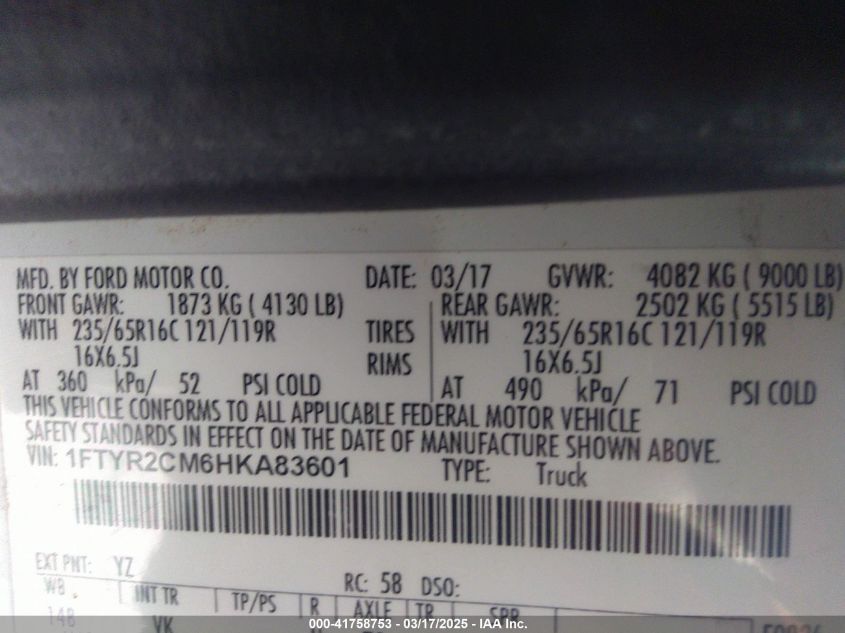 MFD. BY FORD MOTOR CO. DATE: 03/17 GVWR: 4082 KG ( 9000 LB)
FRONT GAWR: 1873 KG ( 4130 LB) REAR GAWR: 2502 KG ( 5515 LB)
WITH 235/65R16C 121/119R TIRES WITH 235/65R16C 121/119R
16X6.5J RIMS 16X6.5J
AT 360 kPa/ 52 PSI COLD AT 490 kPa/ 71 PSI COLD
THIS VEHICLE CONFORMS TO ALL APPLICABLE FEDERAL MOTOR VEHICLE
SAFETY STANDARDS IN EFFECT ON THE DATE OF MANUFACTURE SHOWN ABOVE.
VIN: 1FTYR2CM6HKA83601 TYPE: Truck
EXT PNT: YZ RC: 58 DSO:
WB INT TR TP/PS R AXLE TR SPR
148 VK
000-41758753 - 03/17/2025 - IAA Inc.